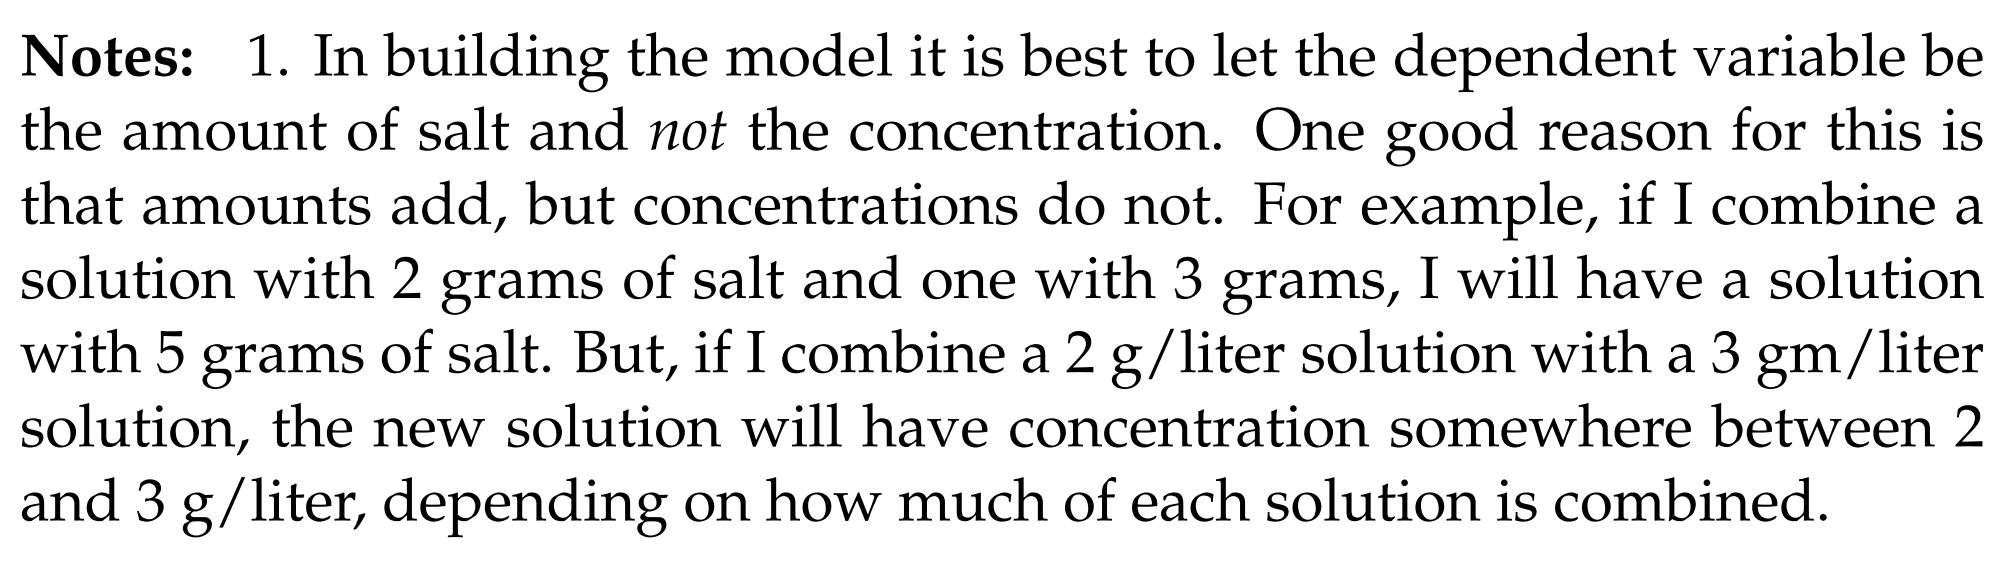 Notes: 1. In building the model it is best to let the dependent variable be
the amount of salt and not the concentration. One good reason for this is
that amounts add, but concentrations do not. For example, if I combine a
solution with 2 grams of salt and one with 3 grams, I will have a solution
with 5 grams of salt. But, if I combine a 2 g/liter solution with a 3 gm/liter
solution, the new solution will have concentration somewhere between 2
and 3 g/liter, depending on how much of each solution is combined.